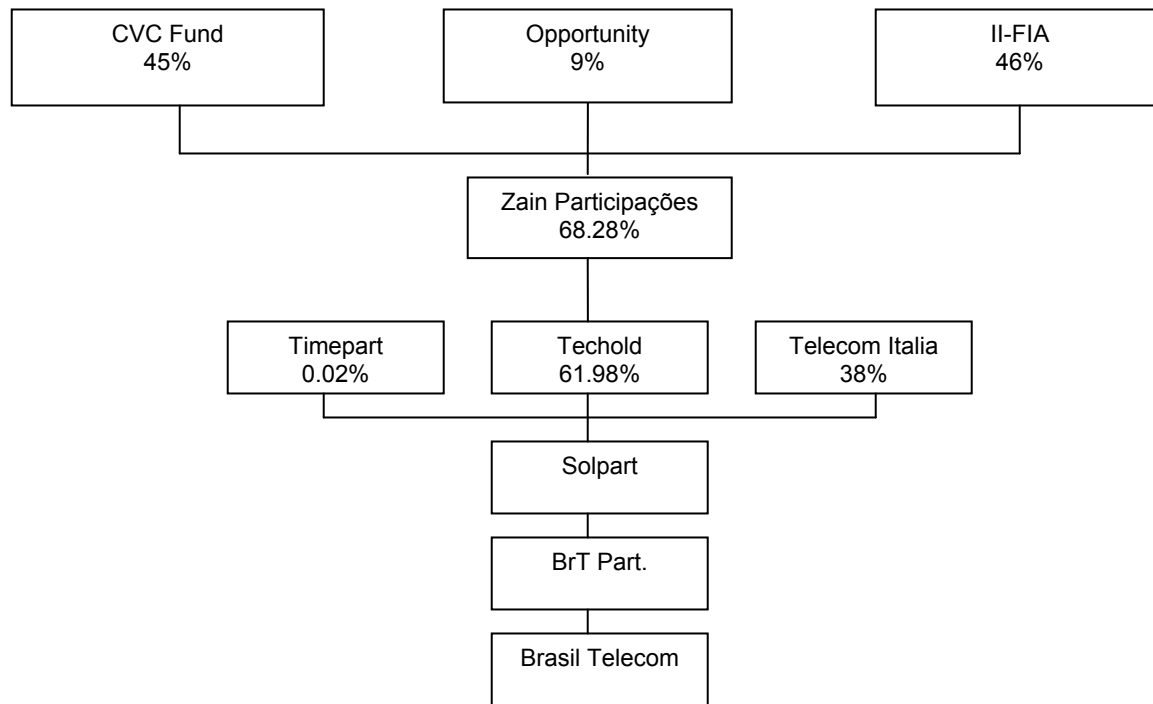 CVC Fund
45%
Opportunity
9%
II-FIA
46%
Zain Participações
68.28%
Timepart
0.02%
Techold
61.98%
Telecom Italia
38%
Solpart
BrT Part.
Brasil Telecom